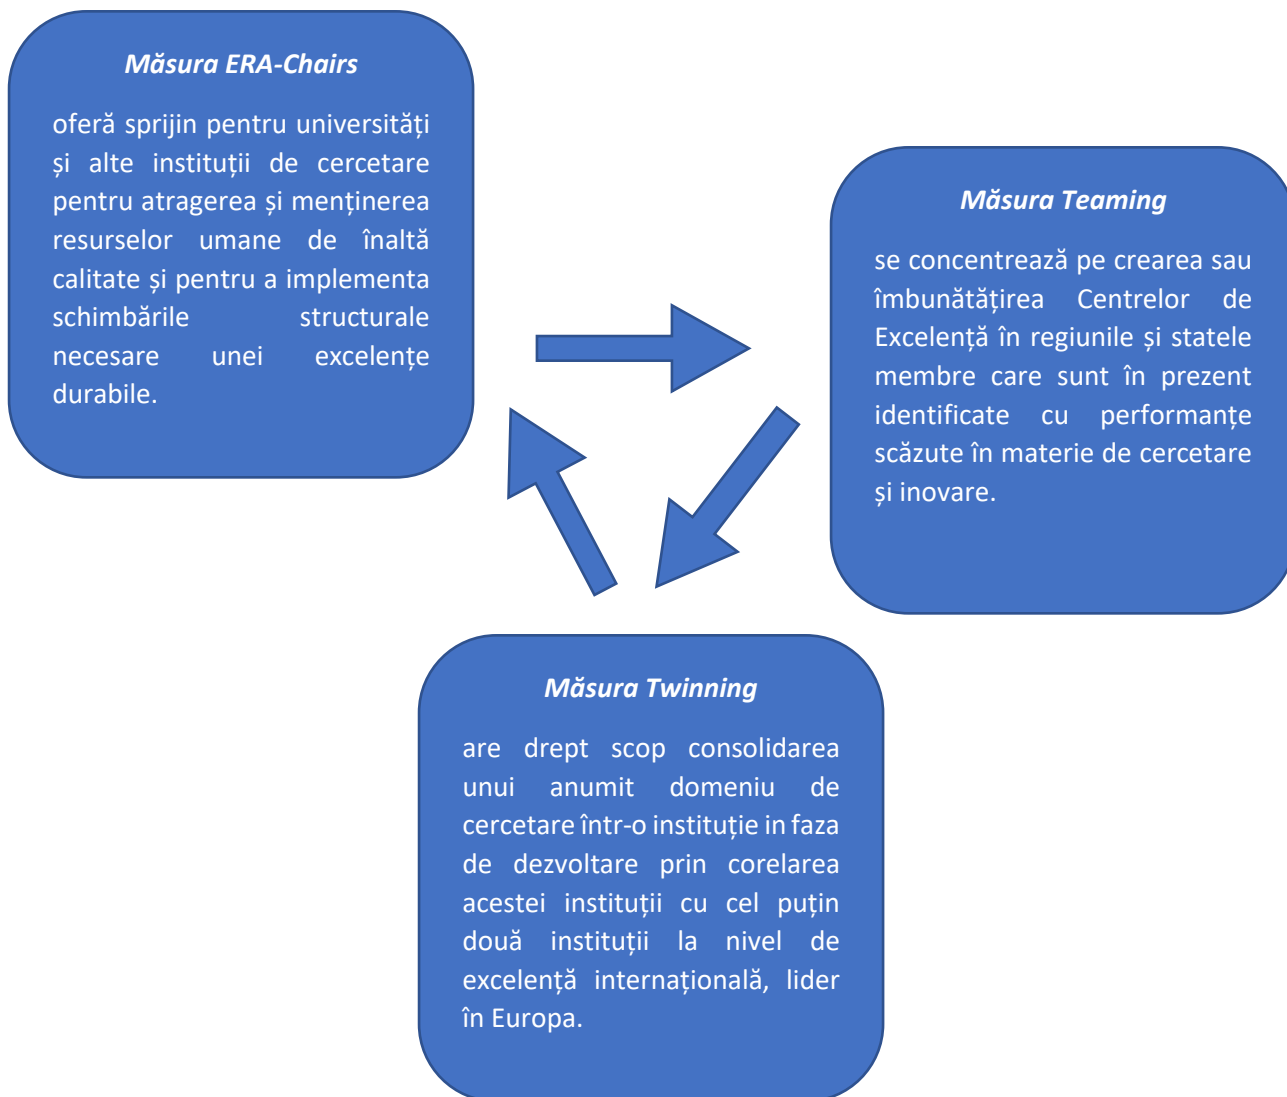 Măsura ERA-Chairs
oferă sprijin pentru universități
și alte instituții de cercetare
pentru atragerea și menținerea
resurselor umane de înaltă
calitate și pentru a implementa
schimbările structurale
necesare unei excelențe
durabile.
Măsura Teaming
se concentrează pe crearea sau
îmbunătățirea Centrelor de
Excelență în regiunile și statele
membre care sunt în prezent
identificate cu performanțe
scăzute în materie de cercetare
și inovare.
Măsura Twinning
are drept scop consolidarea
unui anumit domeniu de
cercetare într-o instituție in faza
de dezvoltare prin corelarea
acestei instituții cu cel puțin
două instituții la nivel de
excelență internațională, lider
în Europa.